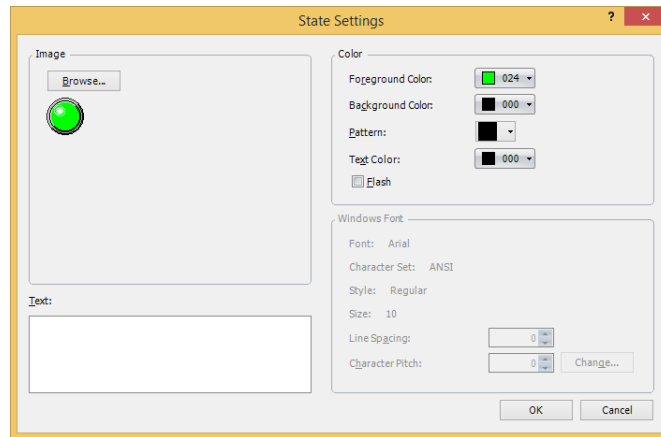 State Settings
?
×
Image
Browse...
Text:
Color
Foreground Color:
024
Background Color:
000
Pattern:
Text Color:
000
Flash
Windows Font
Font: Arial
Character Set: ANSI
Style: Regular
Size: 10
Line Spacing:
0
Character Pitch:
0
Change...
OK
Cancel